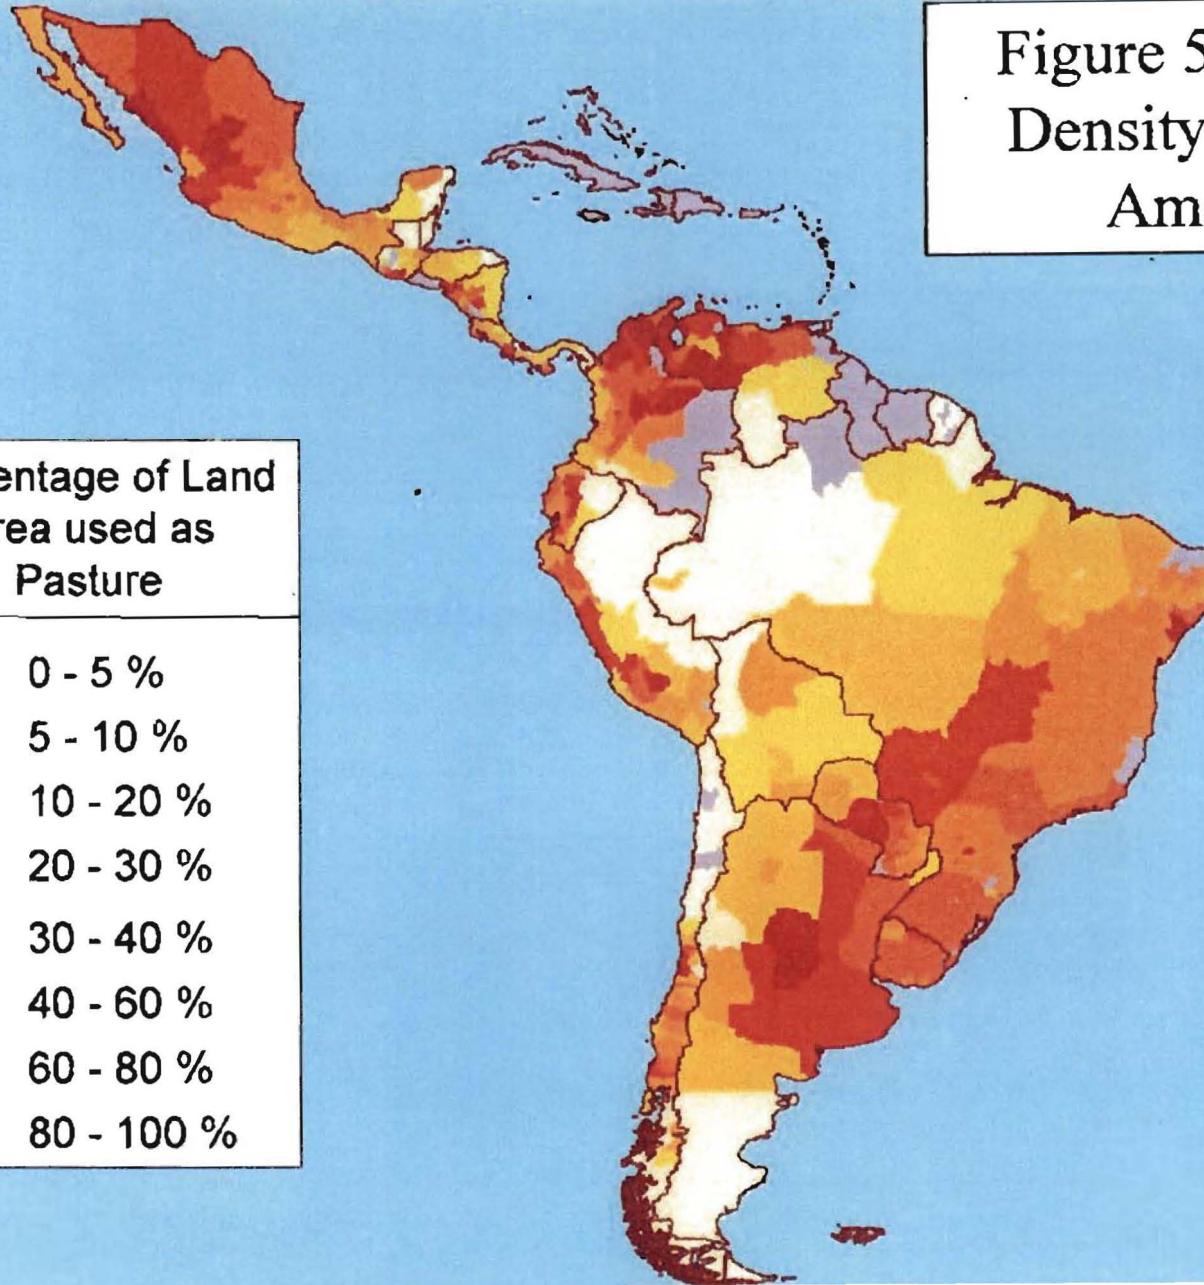 Figure 5
Density
Am
entage of Land
rea used as
Pasture
0 - 5 %
5 - 10 %
10 - 20 %
20 - 30 %
30 - 40 %
40 - 60 %
60 - 80 %
80 - 100 %